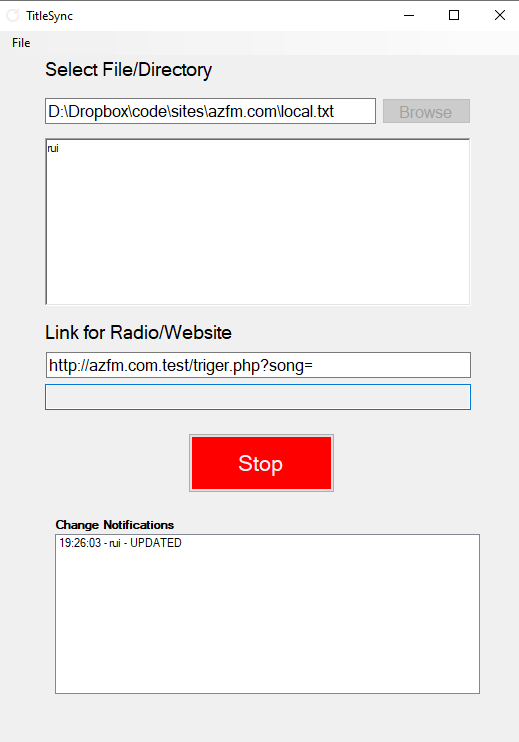 TitleSync
File
Select File/Directory
D:\Dropbox\code\sites\azfm.com\local.txt
Browse
rui
Link for Radio/Website
http://azfm.com.test/triger.php?song=
Stop
Change Notifications
19:26:03 - rui - UPDATED